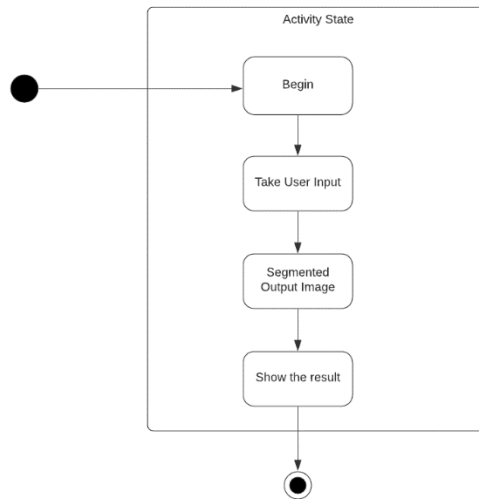 Activity State
Begin
Take User Input
Segmented
Output Image
Show the result